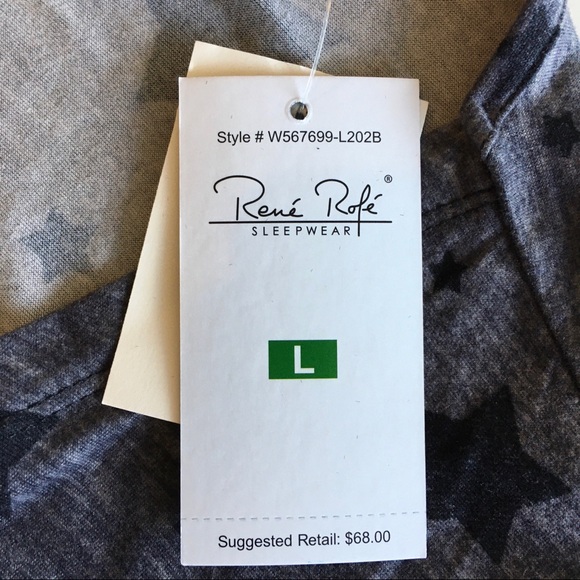 Style # W567699-L202B
René Rofé®
SLEEPWEAR
L
Suggested Retail: $68.00